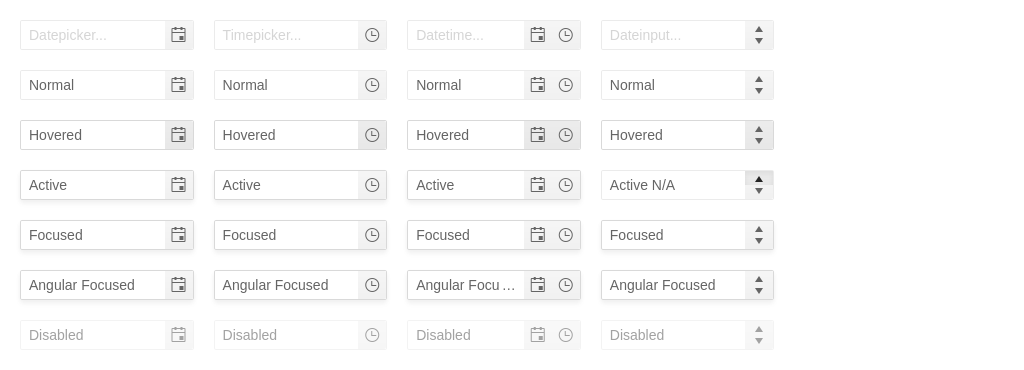 Datepicker... Timepicker... Datetime... Dateinput...
Normal Normal Normal Normal
Hovered Hovered Hovered Hovered
Active Active Active Active N/A
Focused Focused Focused Focused
Angular Focused Angular Focused Angular Focu... Angular Focused
Disabled Disabled Disabled Disabled